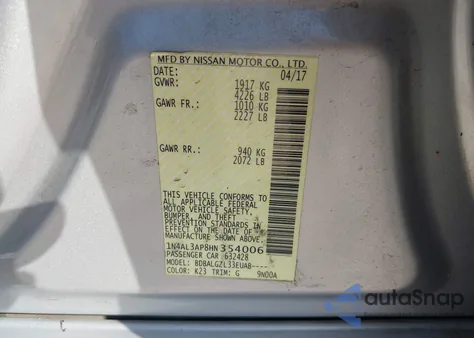 MFD BY NISSAN MOTOR CO., LTD.
DATE: 04/17
GVWR: 1917 KG
4226 LB
GAWR FR.: 1010 KG
2227 LB
GAWR RR.: 940 KG
2072 LB
THIS VEHICLE CONFORMS TO
ALL APPLICABLE FEDERAL
MOTOR VEHICLE SAFETY,
BUMPER, AND THEFT
PREVENTION STANDARDS IN
EFFECT ON THE DATE OF
MANUFACTURE SHOWN ABOVE.
1N4AL3AP8HN354006
PASSENGER CAR 632428
MODEL: BDBALGZL33EUAB----
COLOR: K23 TRIM: G 9N00A
autaSnap